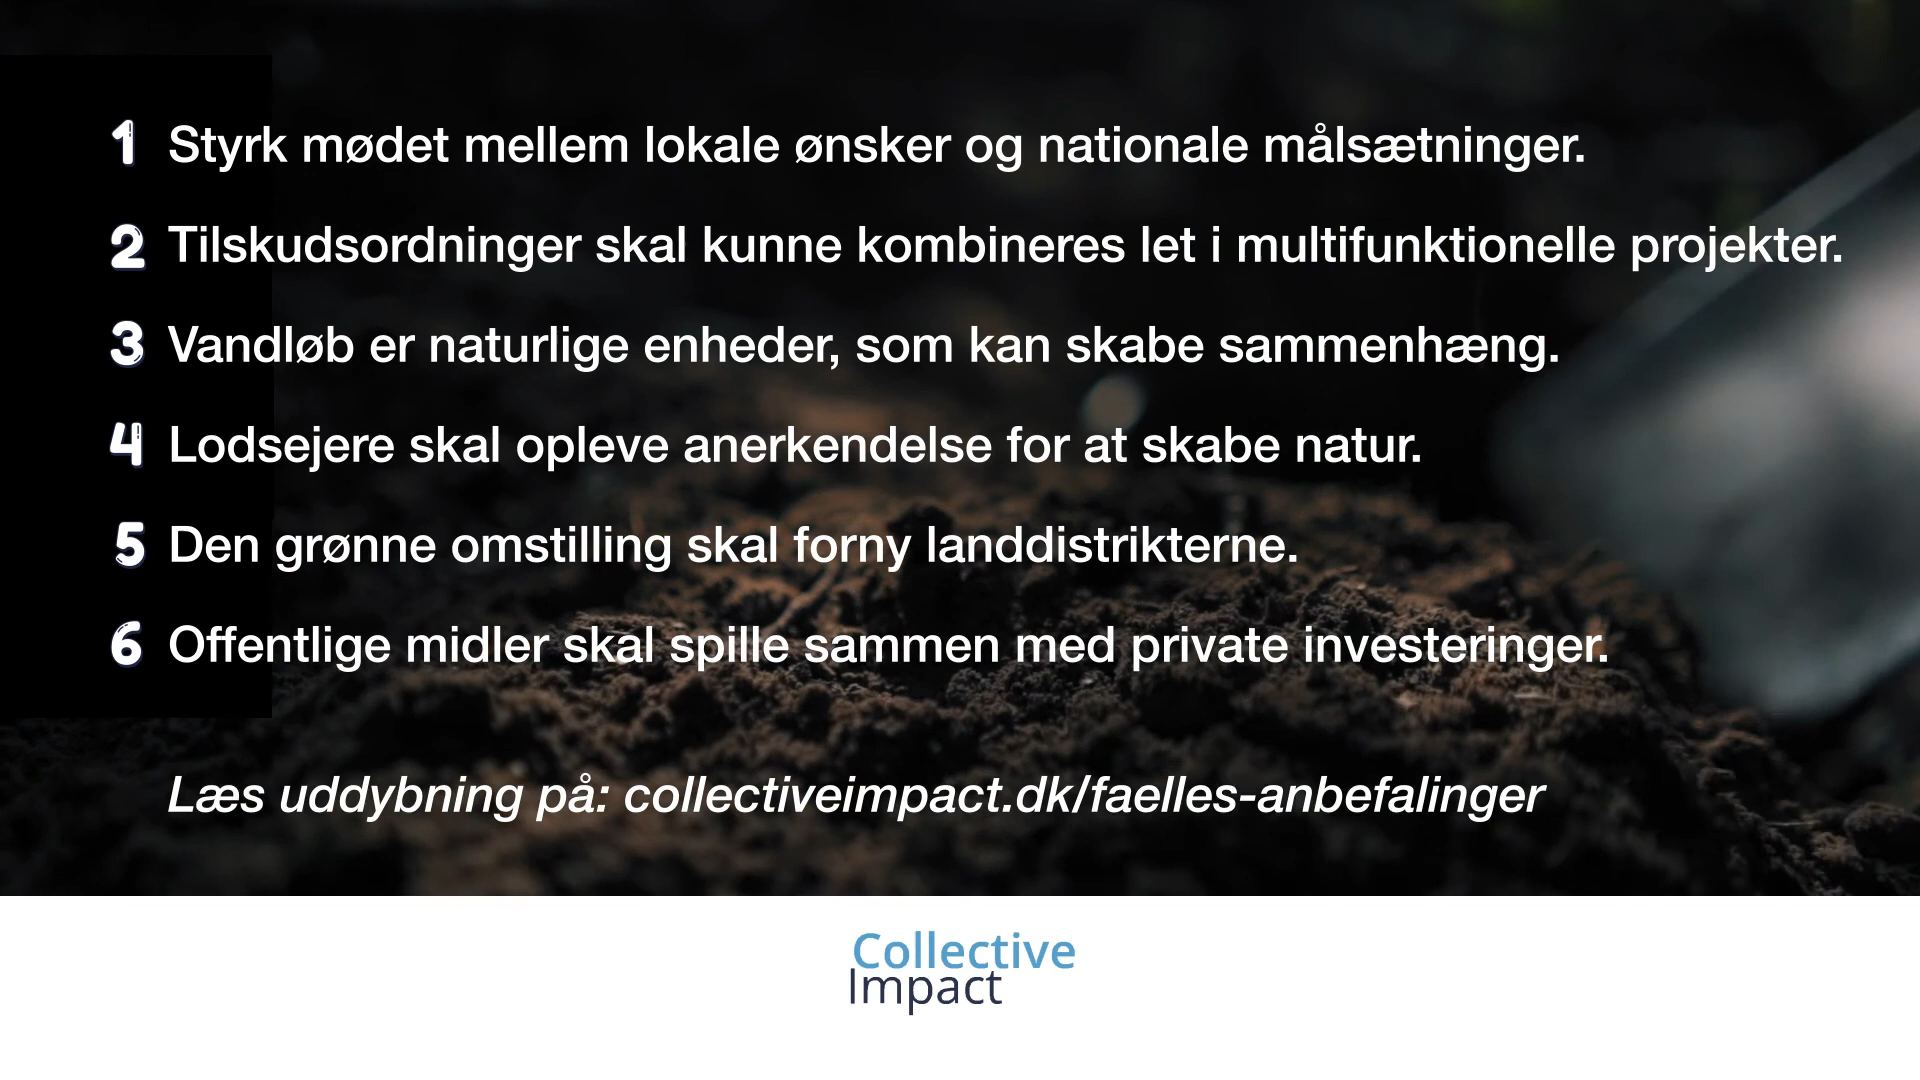 1 Styrk mødet mellem lokale ønsker og nationale målsætninger.
2 Tilskudsordninger skal kunne kombineres let i multifunktionelle projekter.
3 Vandløb er naturlige enheder, som kan skabe sammenhæng.
4 Lodsejere skal opleve anerkendelse for at skabe natur.
5 Den grønne omstilling skal forny landdistrikterne.
6 Offentlige midler skal spille sammen med private investeringer.
Læs uddybning på: collectiveimpact.dk/faelles-anbefalinger
Collective
Impact